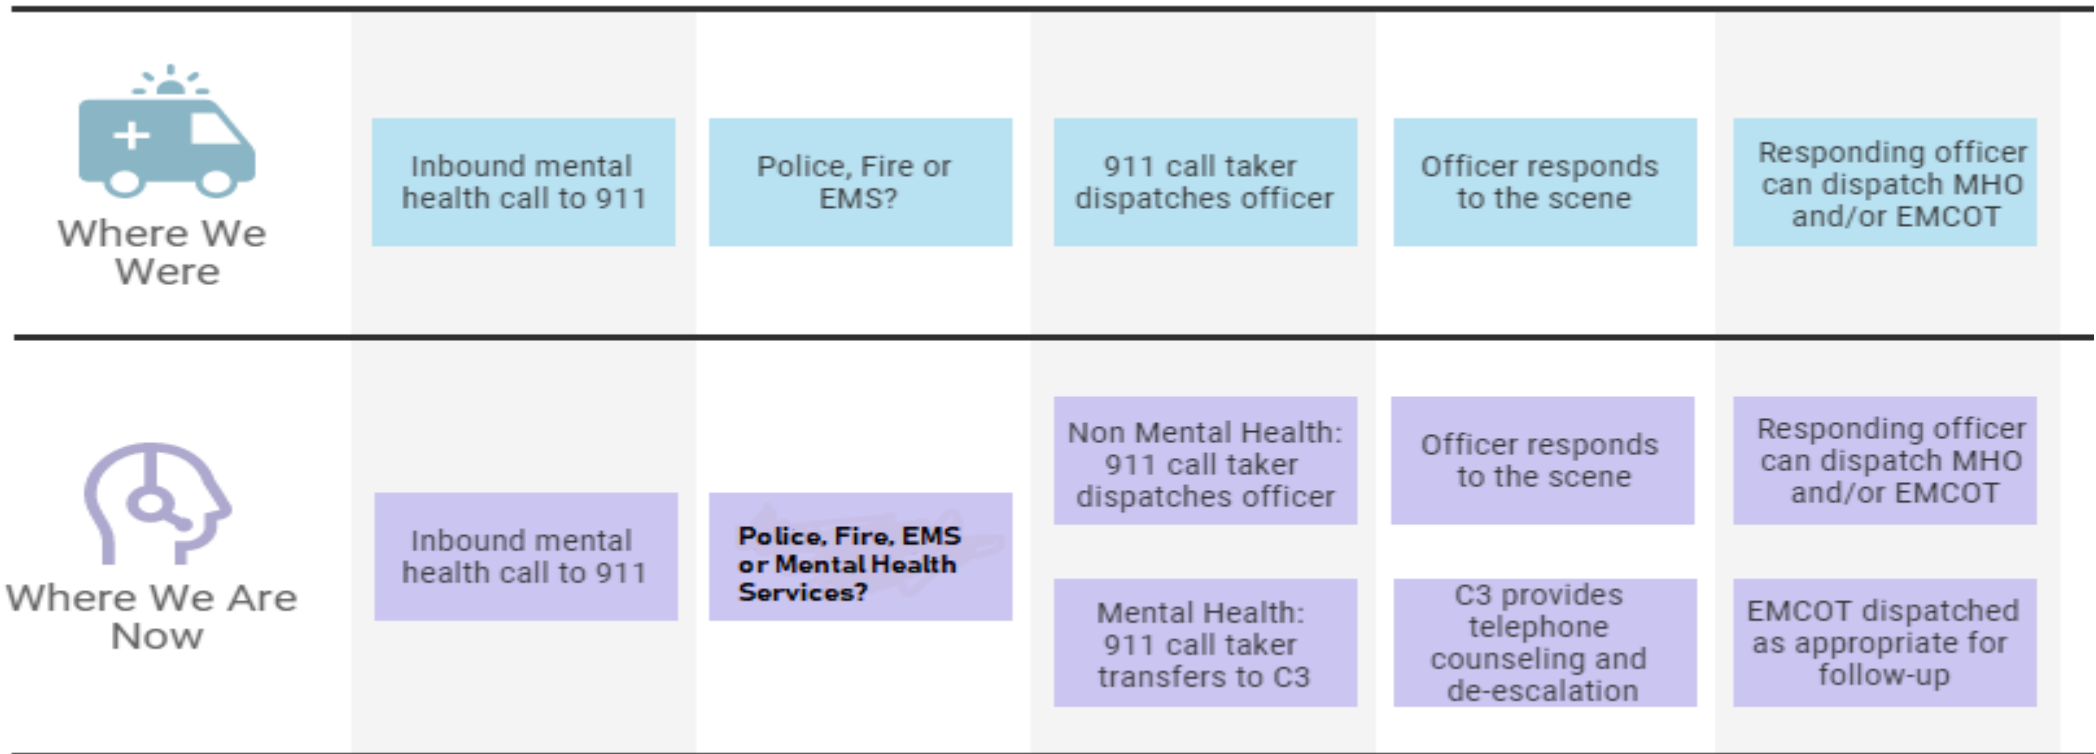 Where We
Were
Inbound mental
health call to 911
Police, Fire or
EMS?
911 call taker
dispatches officer
Officer responds
to the scene
Responding officer
can dispatch MHO
and/or EMCOT
Where We Are
Now
Inbound mental
health call to 911
Police, Fire, EMS
or Mental Health
Services?
Non Mental Health:
911 call taker
dispatches officer
Officer responds
to the scene
Responding officer
can dispatch MHO
and/or EMCOT
Mental Health:
911 call taker
transfers to C3
C3 provides
telephone
counseling and
de-escalation
EMCOT dispatched
as appropriate for
follow-up